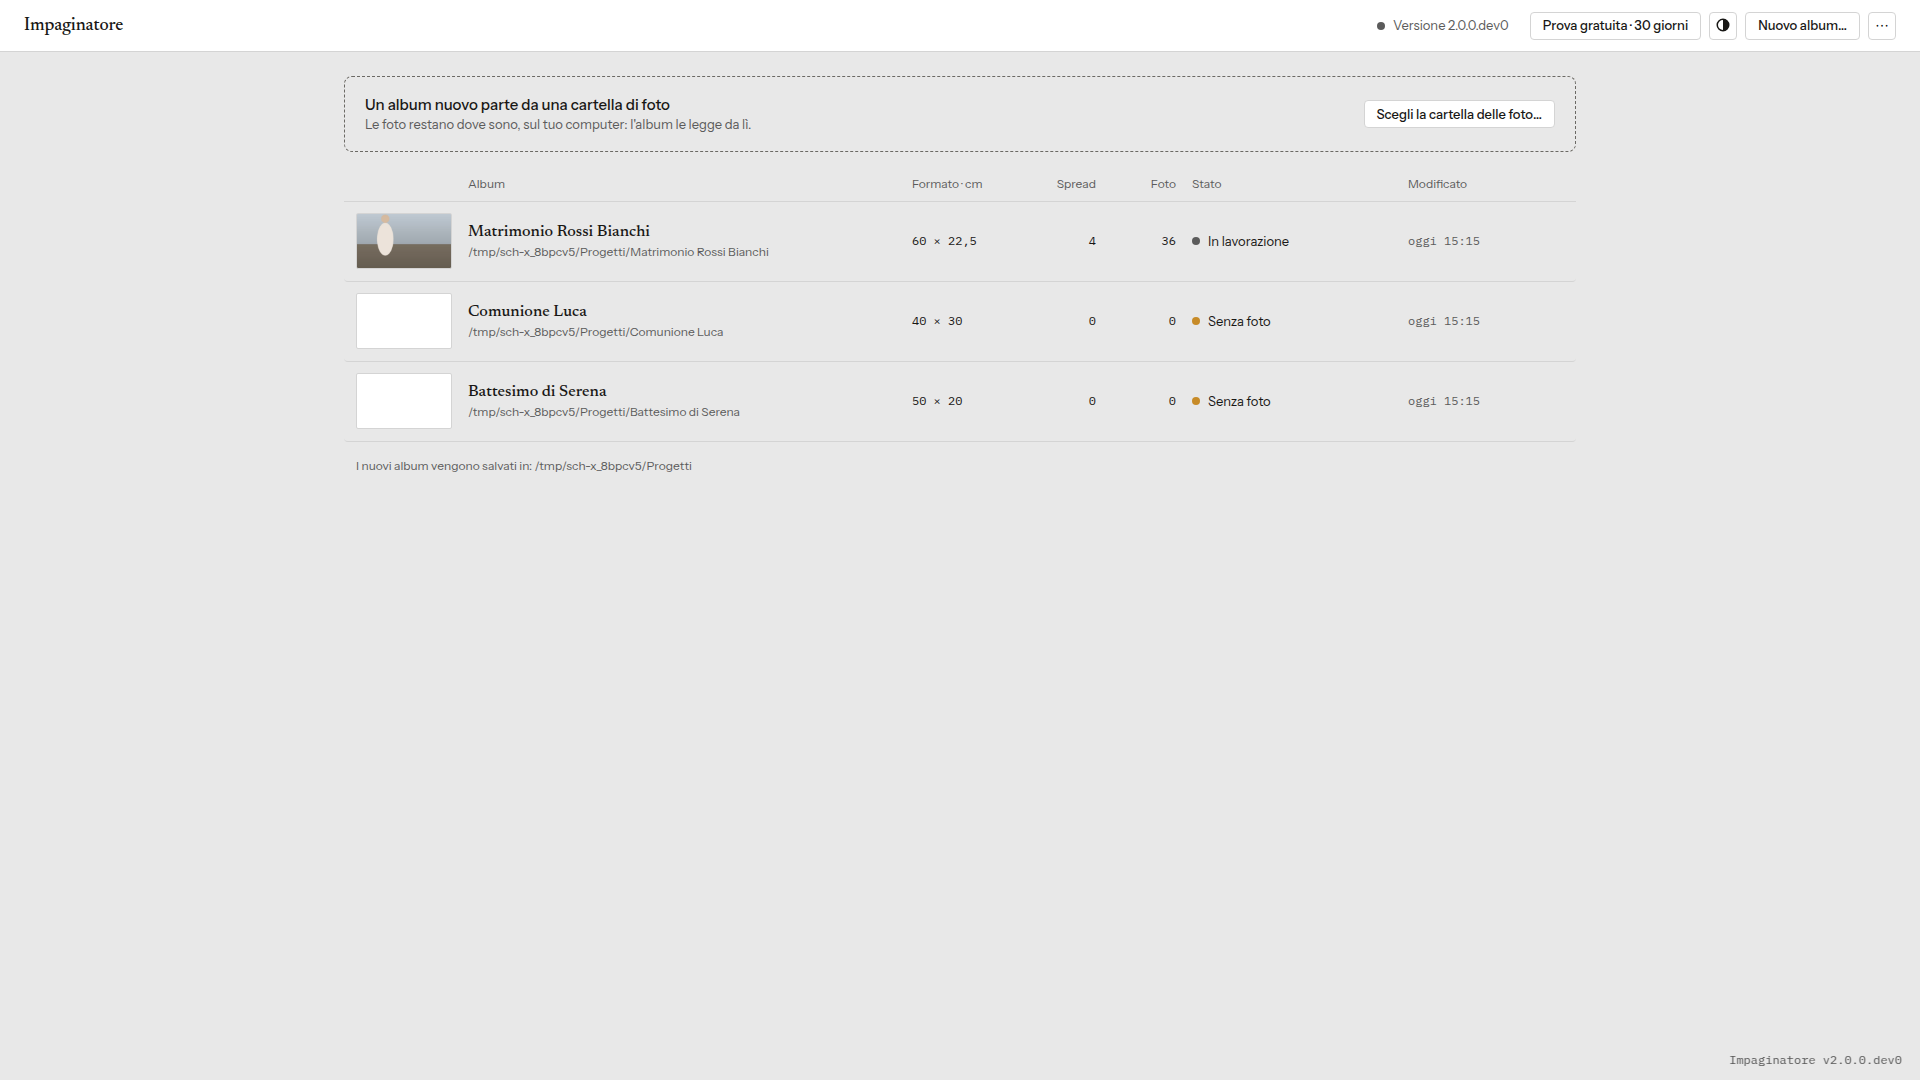 Impaginatore
Versione 2.0.0.dev0
Prova gratuita · 30 giorni
Nuovo album...
Un album nuovo parte da una cartella di foto
Le foto restano dove sono, sul tuo computer: l'album le legge da lì.
Scegli la cartella delle foto...
Album Formato · cm Spread Foto Stato Modificato
Matrimonio Rossi Bianchi
/tmp/sch-x_8bpcv5/Progetti/Matrimonio Rossi Bianchi
60 × 22,5 4 36 In lavorazione oggi 15:15
Comunione Luca
/tmp/sch-x_8bpcv5/Progetti/Comunione Luca
40 × 30 0 0 Senza foto oggi 15:15
Battesimo di Serena
/tmp/sch-x_8bpcv5/Progetti/Battesimo di Serena
50 × 20 0 0 Senza foto oggi 15:15
I nuovi album vengono salvati in: /tmp/sch-x_8bpcv5/Progetti
Impaginatore v2.0.0.dev0